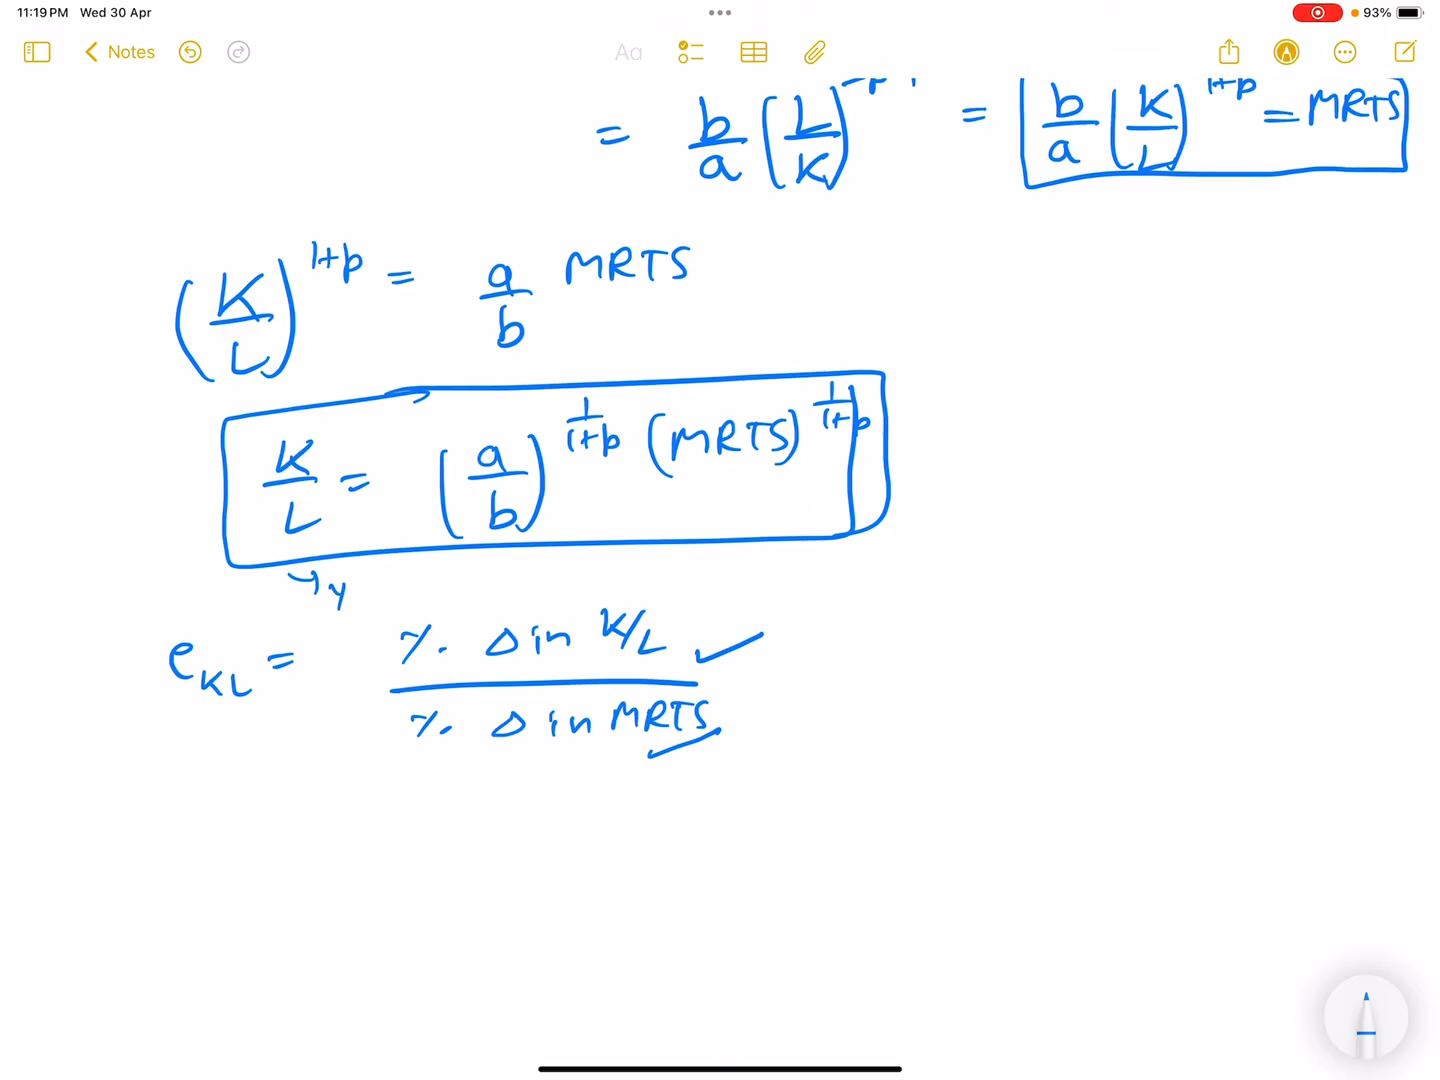 11:19 PM Wed 30 Apr 93%
Notes Aa
= b/a (L/K) = b/a (K/L)^1+p = MRTS
(K/L)^1+p = a/b MRTS
K/L = (a/b)^1/1+p (MRTS)^1/1+p
→ y
e_KL = %. Δ in K/L
%. Δ in MRTS